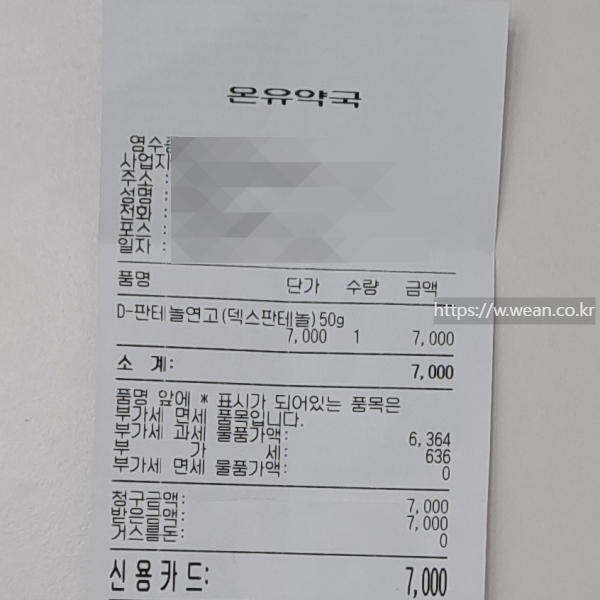 온유약국
영수증
사업자
주소 :
성명 :
전화 :
포스 :
일자 :
품명 단가 수량 금액
D-판테놀연고(덱스판테놀)50g
7,000 1 7,000
https://w.wean.co.kr
소 계: 7,000
품명 앞에 * 표시가 되어있는 품목은
부가세 면세 품목입니다.
부가세 과세 물품가액: 6,364
부 가 세: 636
부가세 면세 물품가액: 0
청구금액: 7,000
받은금액: 7,000
거스름돈: 0
신용카드: 7,000